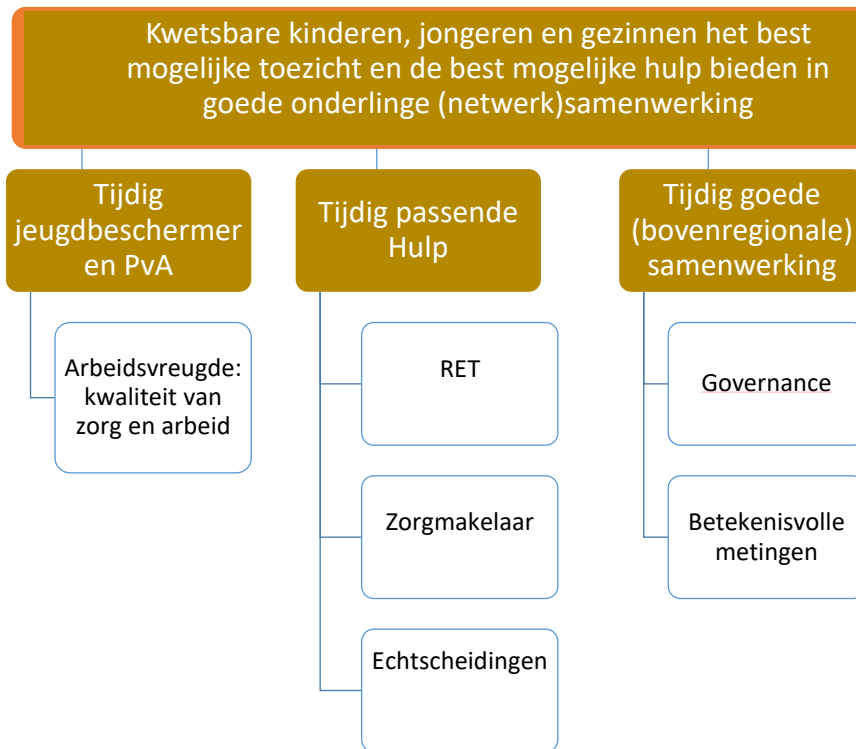 Kwetsbare kinderen, jongeren en gezinnen het best
mogelijke toezicht en de best mogelijke hulp bieden in
goede onderlinge (netwerk)samenwerking
Tijdig
jeugdbeschermer
en PvA
Arbeidsvreugde:
kwaliteit van
zorg en arbeid
Tijdig passende
Hulp
RET
Zorgmakelaar
Echtscheidingen
Tijdig goede
(bovenregionale)
samenwerking
Governance
Betekenisvolle
metingen